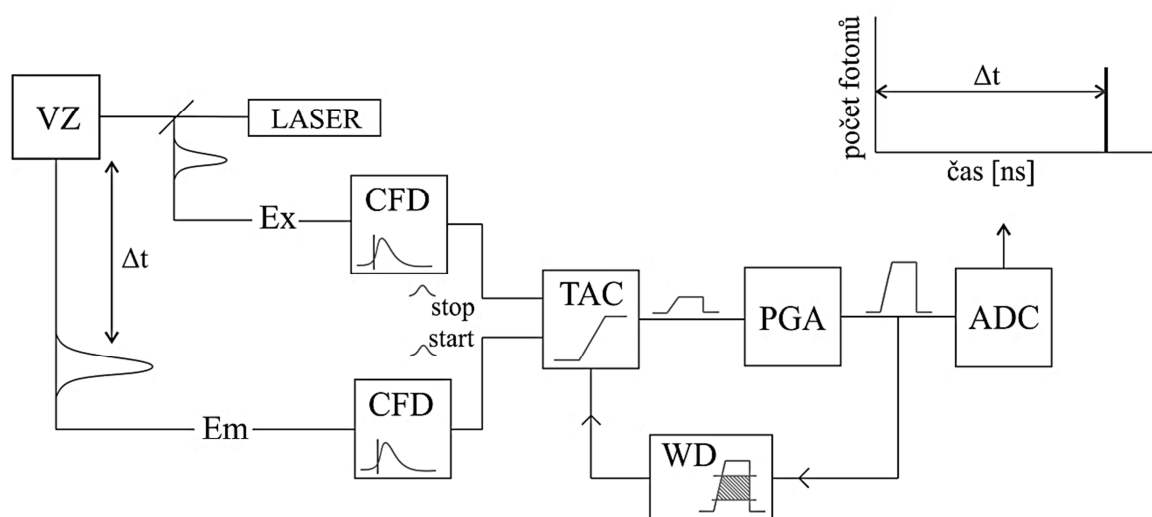 VZ
LASER
Δt
Ex
CFD
stop
start
Em
CFD
TAC
PGA
ADC
WD
počet fotonů
Δt
čas [ns]